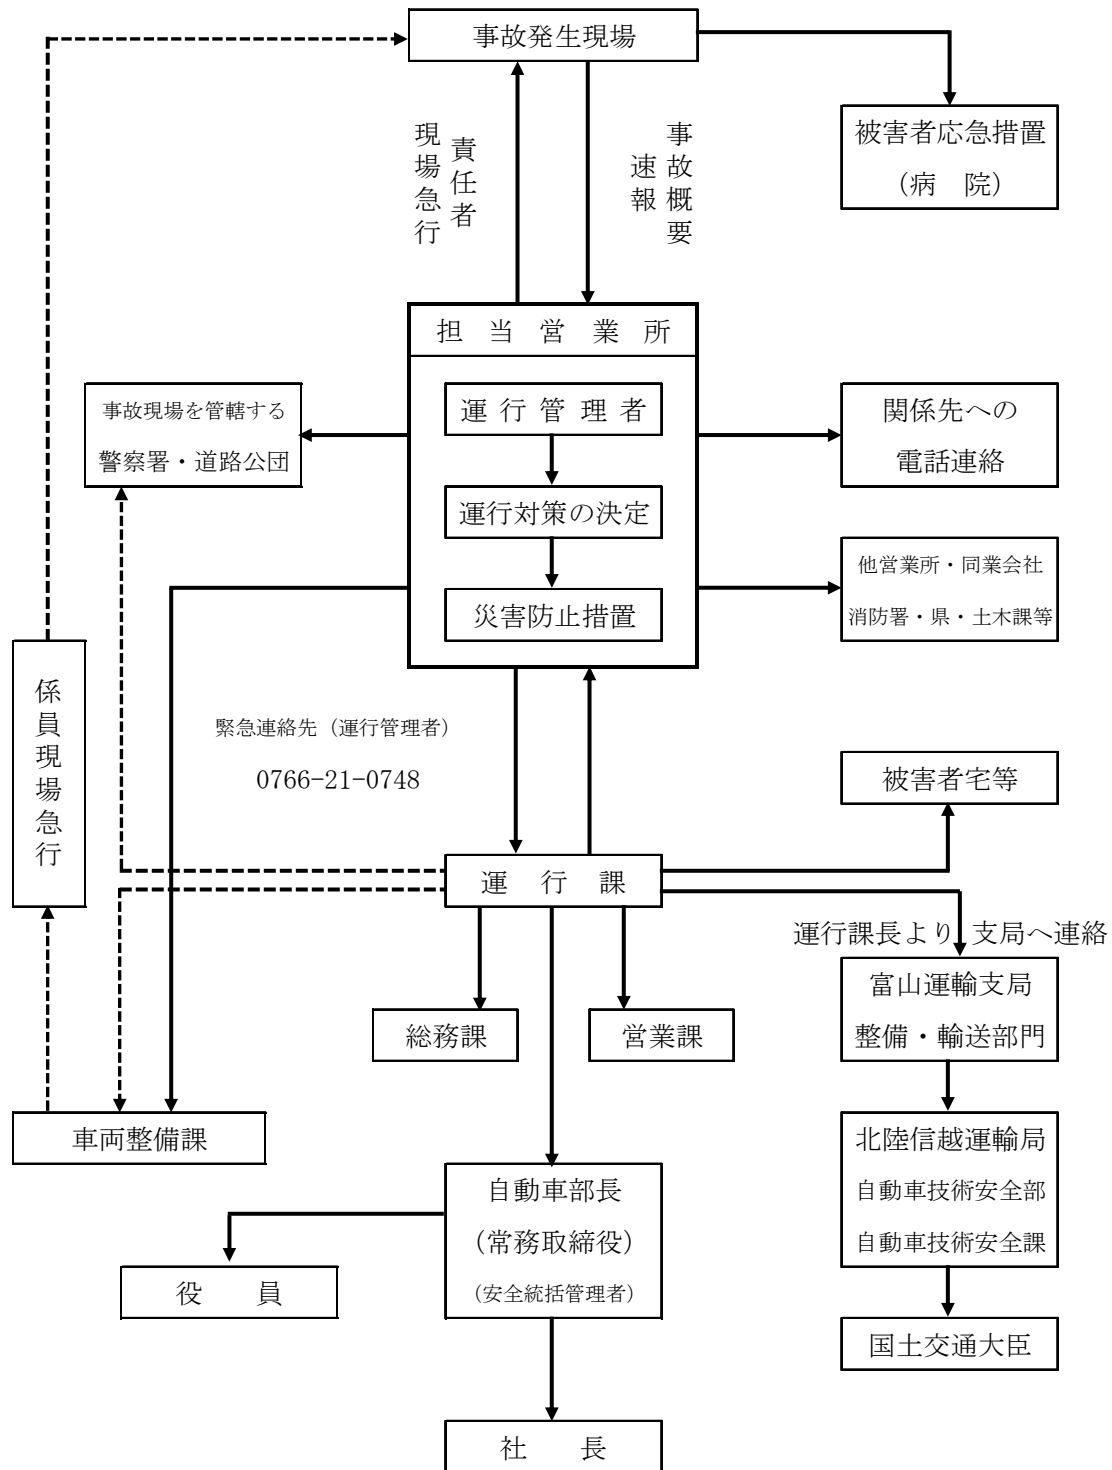 事故発生現場
被害者応急措置
（病　院）
責任者
現場急行
事故概要
速報
担　当　営　業　所
運 行 管 理 者
運行対策の決定
災害防止措置
事故現場を管轄する
警察署・道路公団
関係先への
電話連絡
他営業所・同業会社
消防署・県・土木課等
係員現場急行
緊急連絡先（運行管理者）
0766-21-0748
被害者宅等
運　行　課
運行課長より 支局へ連絡
富山運輸支局
整備・輸送部門
総務課
営業課
車両整備課
北陸信越運輸局
自動車技術安全部
自動車技術安全課
自動車部長
（常務取締役）
（安全統括管理者）
役　　員
国土交通大臣
社　　長